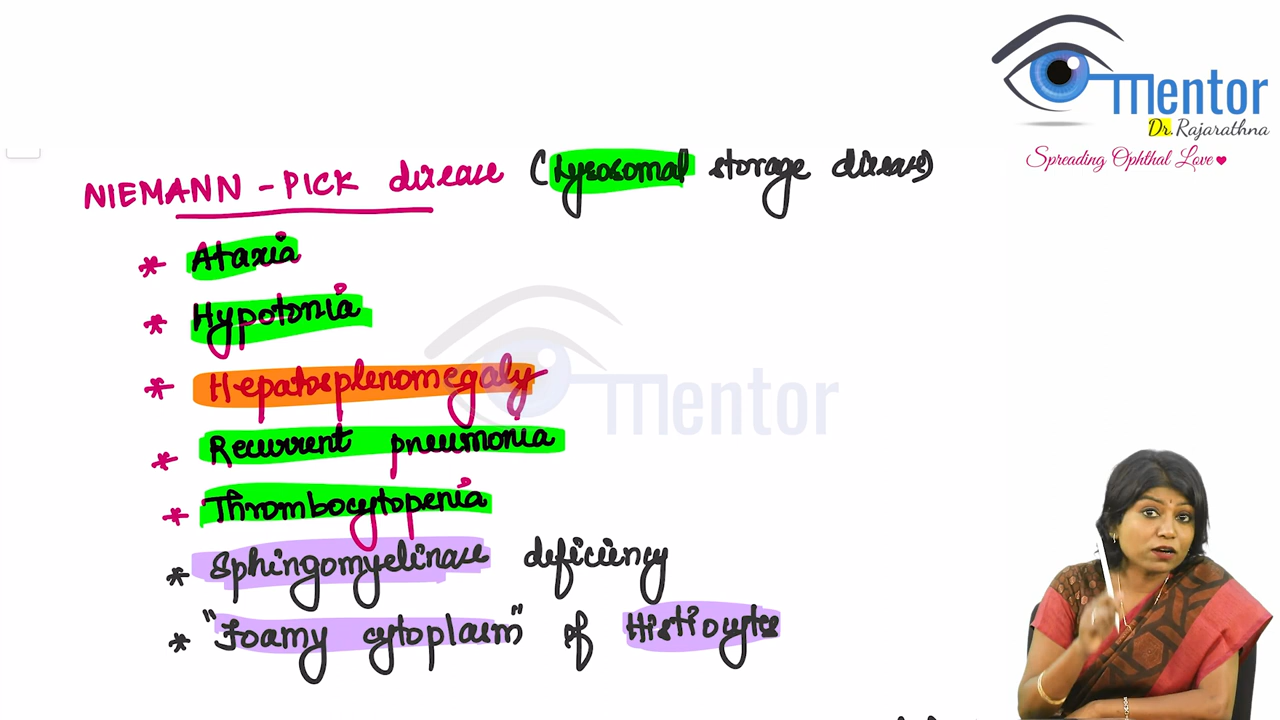 mentor
Dr. Rajarathna
Spreading Ophthal Love
NIEMANN - PICK disease (Lysosomal storage disease)
* Ataxia
* Hypotonia
* Hepatosplenomegaly
* Recurrent pneumonia
* Thrombocytopenia
* Sphingomyelinase deficiency
* "Foamy cytoplasm" of Histiocytes
mentor